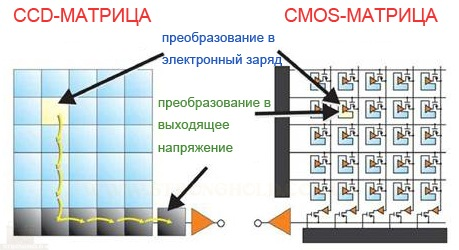 CCD-МАТРИЦА
CMOS-МАТРИЦА
преобразование в
электронный заряд
преобразование в
выходящее
напряжение